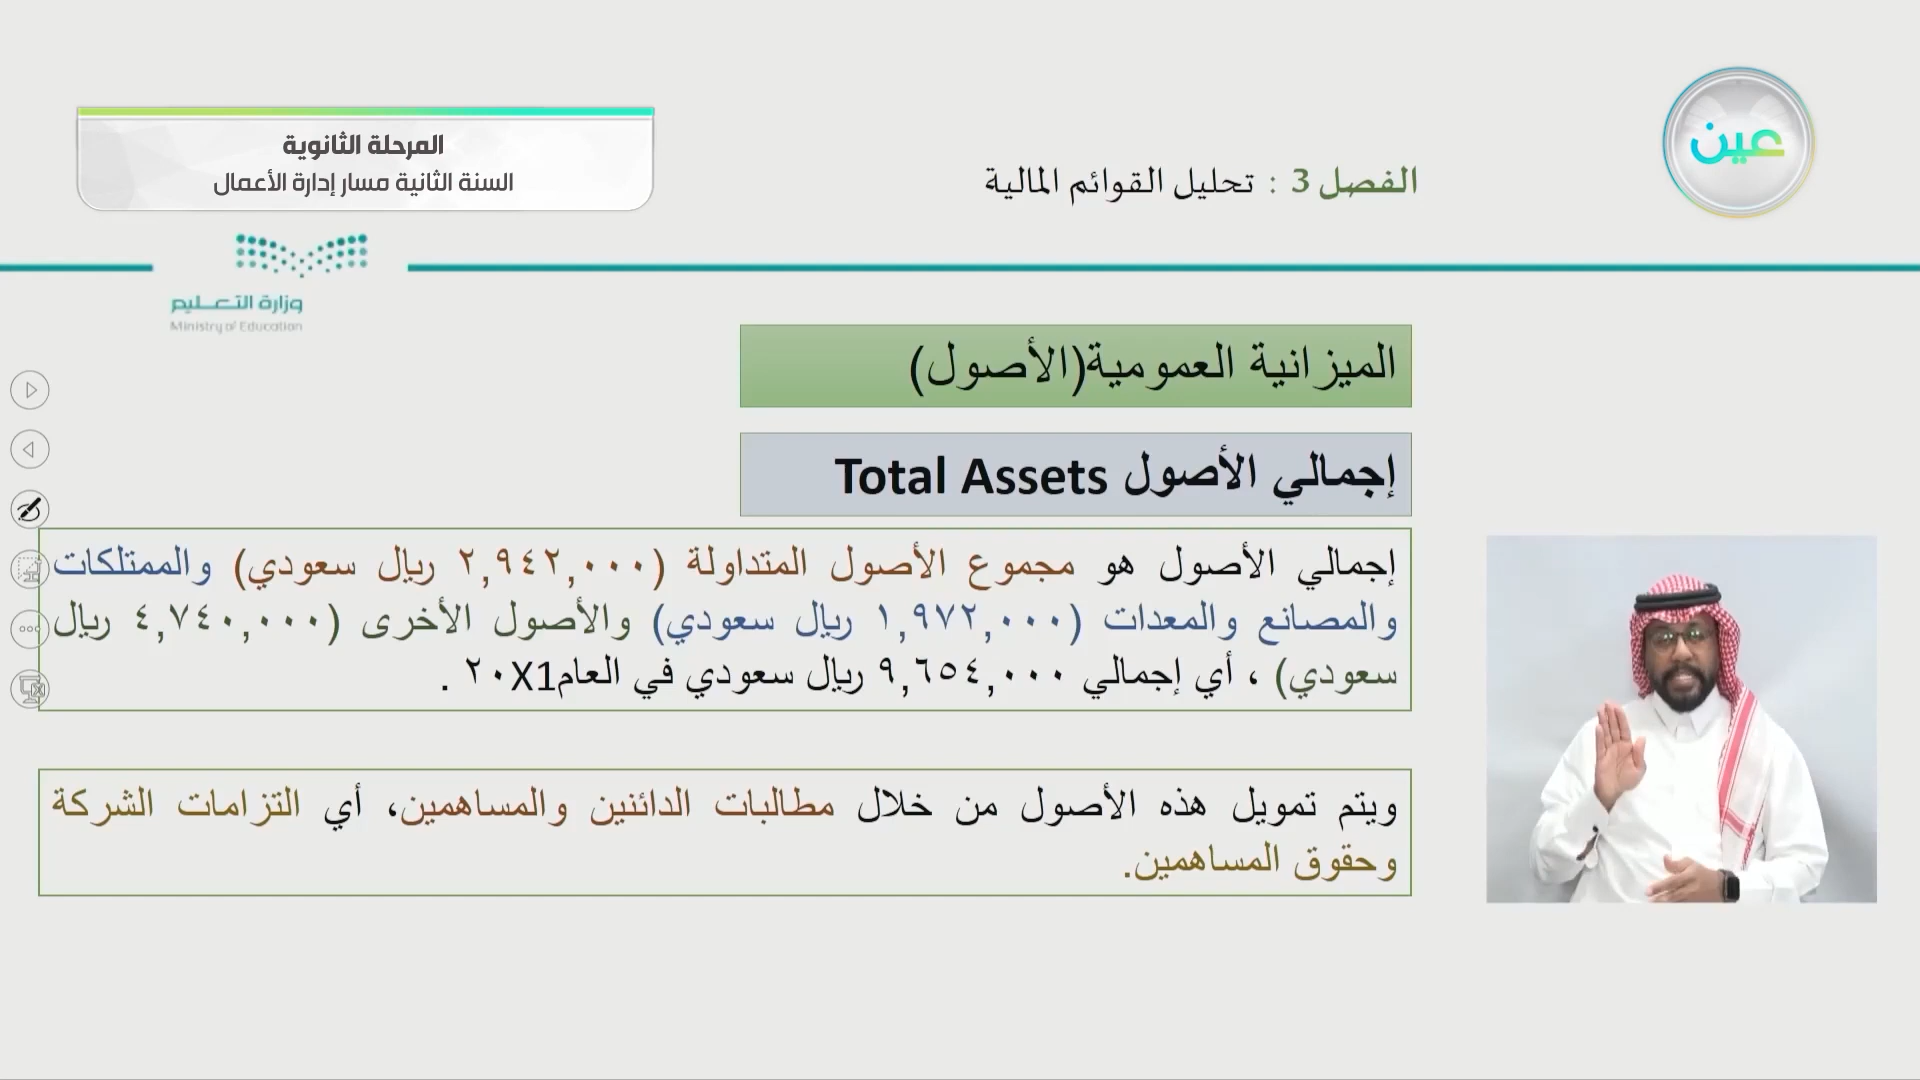 عين
المرحلة الثانوية
السنة الثانية مسار إدارة الأعمال
الفصل 3 : تحليل القوائم المالية
وزارة التعليم
Ministry of Education
الميزانية العمومية(الأصول)
إجمالي الأصول Total Assets
إجمالي الأصول هو مجموع الأصول المتداولة (٢,٩٤٢,٠٠٠ ريال سعودي) والممتلكات
والمصانع والمعدات (١,٩٧٢,٠٠٠ ريال سعودي) والأصول الأخرى (٤,٧٤٠,٠٠٠ ريال
سعودي) ، أي إجمالي ٩,٦٥٤,٠٠٠ ريال سعودي في العام٢٠X1 .
ويتم تمويل هذه الأصول من خلال مطالبات الدائنين والمساهمين، أي التزامات الشركة
وحقوق المساهمين.